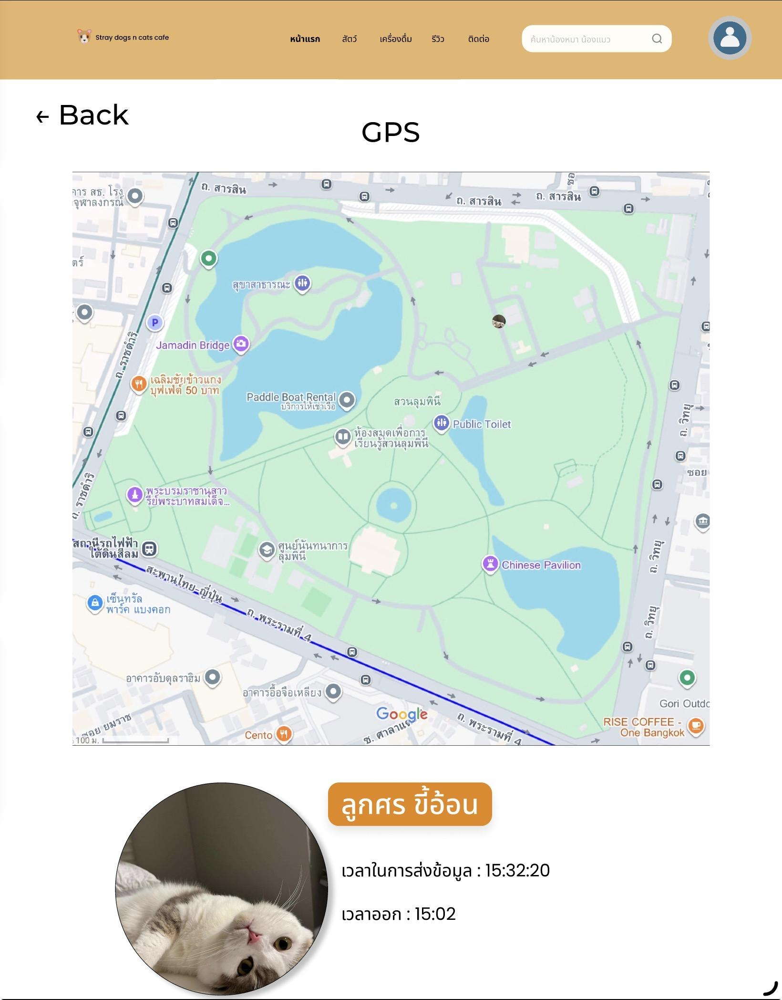 Stray dogs n cats cafe
หน้าแรก
สัตว์
เครื่องดื่ม
รีวิว
ติดต่อ
ค้นหาน้องหมา น้องแมว
← Back
GPS
ถ. สารสิน
ถ. สารสิน
ถ. สารสิน
สธ. โรง
จุฬาลงกรณ์
สุขาสาธารณะ
P
Jamadin Bridge
ถ. ราชดำริ
เฉลิมชัยข้าวแกง
บุฟเฟ่ต์ 50 บาท
Paddle Boat Rental
บริการให้เช่าเรือ
สวนลุมพินี
Public Toilet
ห้องสมุดเพื่อการ
เรียนรู้สวนลุมพินี
ถ. วิทยุ
ซอย
ถ. ราชดำริ
พระบรมราชานุสาว
รีย์พระบาทสมเด็จ...
สถานีรถไฟฟ้า
ใต้ดินสีลม
ศูนย์นันทนาการ
ลุมพินี
Chinese Pavilion
ถ. วิทยุ
สะพานไทย-ญี่ปุ่น
เซ็นทรัล
พาร์ค แบงคอก
ถ. พระรามที่ 4
ถ. วิทยุ
อาคารอับดุลราฮิม
อาคารอื้อจือเหลียง
Gori Outdo
Google
RISE COFFEE -
One Bangkok
ซอย ยมราช
Cento
ซ. ศาลาแดง
ถ. พระรามที่ 4
100 ม.
ลูกศร ขี้อ้อน
เวลาในการส่งข้อมูล : 15:32:20
เวลาออก : 15:02